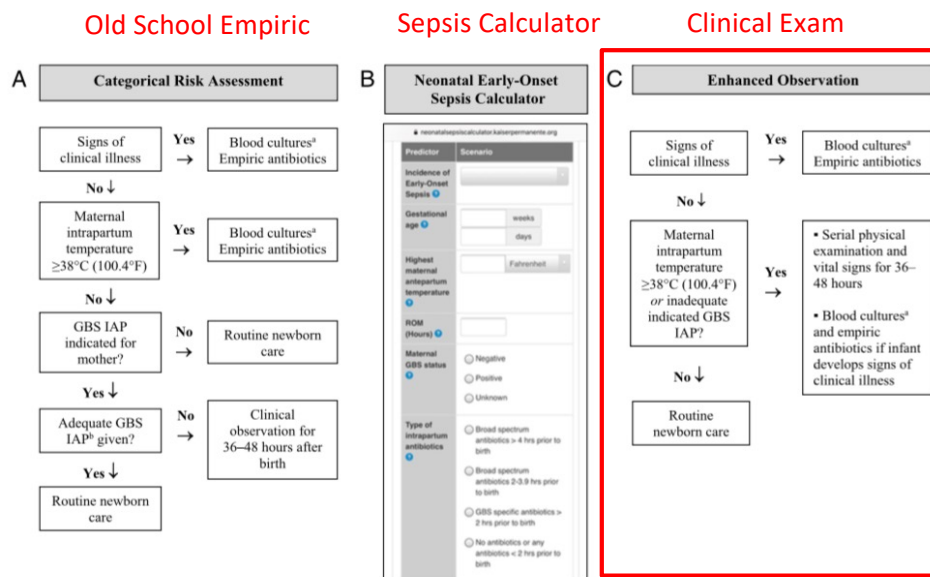 Old School Empiric
Sepsis Calculator
Clinical Exam
A
Categorical Risk Assessment
Signs of
clinical illness
Yes
→
Blood culturesᵃ
Empiric antibiotics
No ↓
Maternal
intrapartum
temperature
≥38°C (100.4°F)
Yes
→
Blood culturesᵃ
Empiric antibiotics
No ↓
GBS IAP
indicated for
mother?
No
→
Routine newborn
care
Yes ↓
Adequate GBS
IAPᵇ given?
No
→
Clinical
observation for
36–48 hours after
birth
Yes ↓
Routine newborn
care
B
Neonatal Early-Onset
Sepsis Calculator
neonatalsepsiscalculator.kaiserpermanente.org
Predictor
Scenario
Incidence of
Early-Onset
Sepsis ?
Gestational
age ?
weeks
days
Highest
maternal
antepartum
temperature
?
Fahrenheit
ROM
(Hours) ?
Maternal
GBS status
?
Negative
Positive
Unknown
Type of
intrapartum
antibiotics
?
Broad spectrum
antibiotics > 4 hrs prior to
birth
Broad spectrum
antibiotics 2-3.9 hrs prior
to birth
GBS specific antibiotics >
2 hrs prior to birth
No antibiotics or any
antibiotics < 2 hrs prior to
birth
C
Enhanced Observation
Signs of
clinical illness
Yes
→
Blood culturesᵃ
Empiric antibiotics
No ↓
Maternal
intrapartum
temperature
≥38°C (100.4°F)
or inadequate
indicated GBS
IAP?
Yes
→
▪ Serial physical
examination and
vital signs for 36–
48 hours
▪ Blood culturesᵃ
and empiric
antibiotics if infant
develops signs of
clinical illness
No ↓
Routine
newborn care